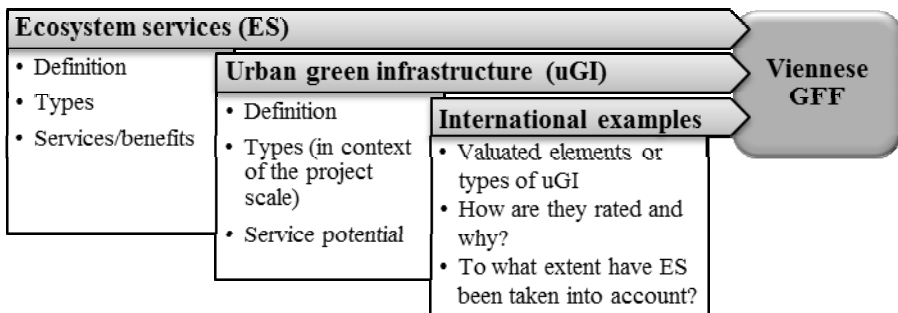 Ecosystem services (ES)
• Definition
• Types
• Services/benefits
Urban green infrastructure (uGI)
• Definition
• Types (in context
of the project
scale)
• Service potential
International examples
• Valuated elements or
types of uGI
• How are they rated and
why?
• To what extent have ES
been taken into account?
Viennese
GFF